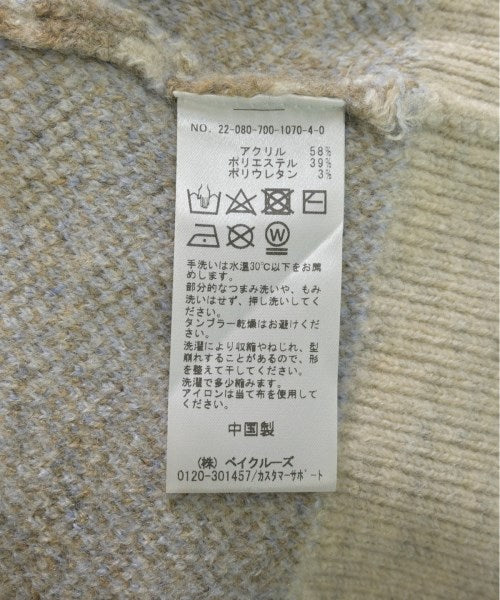 NO. 22-080-700-1070-4-0
アクリル 58%
ポリエステル 39%
ポリウレタン 3%
W
手洗いは水温30℃以下をお薦
めします。
部分的なつまみ洗いや、もみ
洗いはせず、押し洗いしてく
ださい。
タンブラー乾燥はお避けくだ
さい。
洗濯により収縮やねじれ、型
崩れすることがあるので、形
を整えて干してください。
洗濯で多少縮みます。
アイロンは当て布を使用して
ください。
中国製
(株) ベイクルーズ
0120-301457/カスタマーサポート